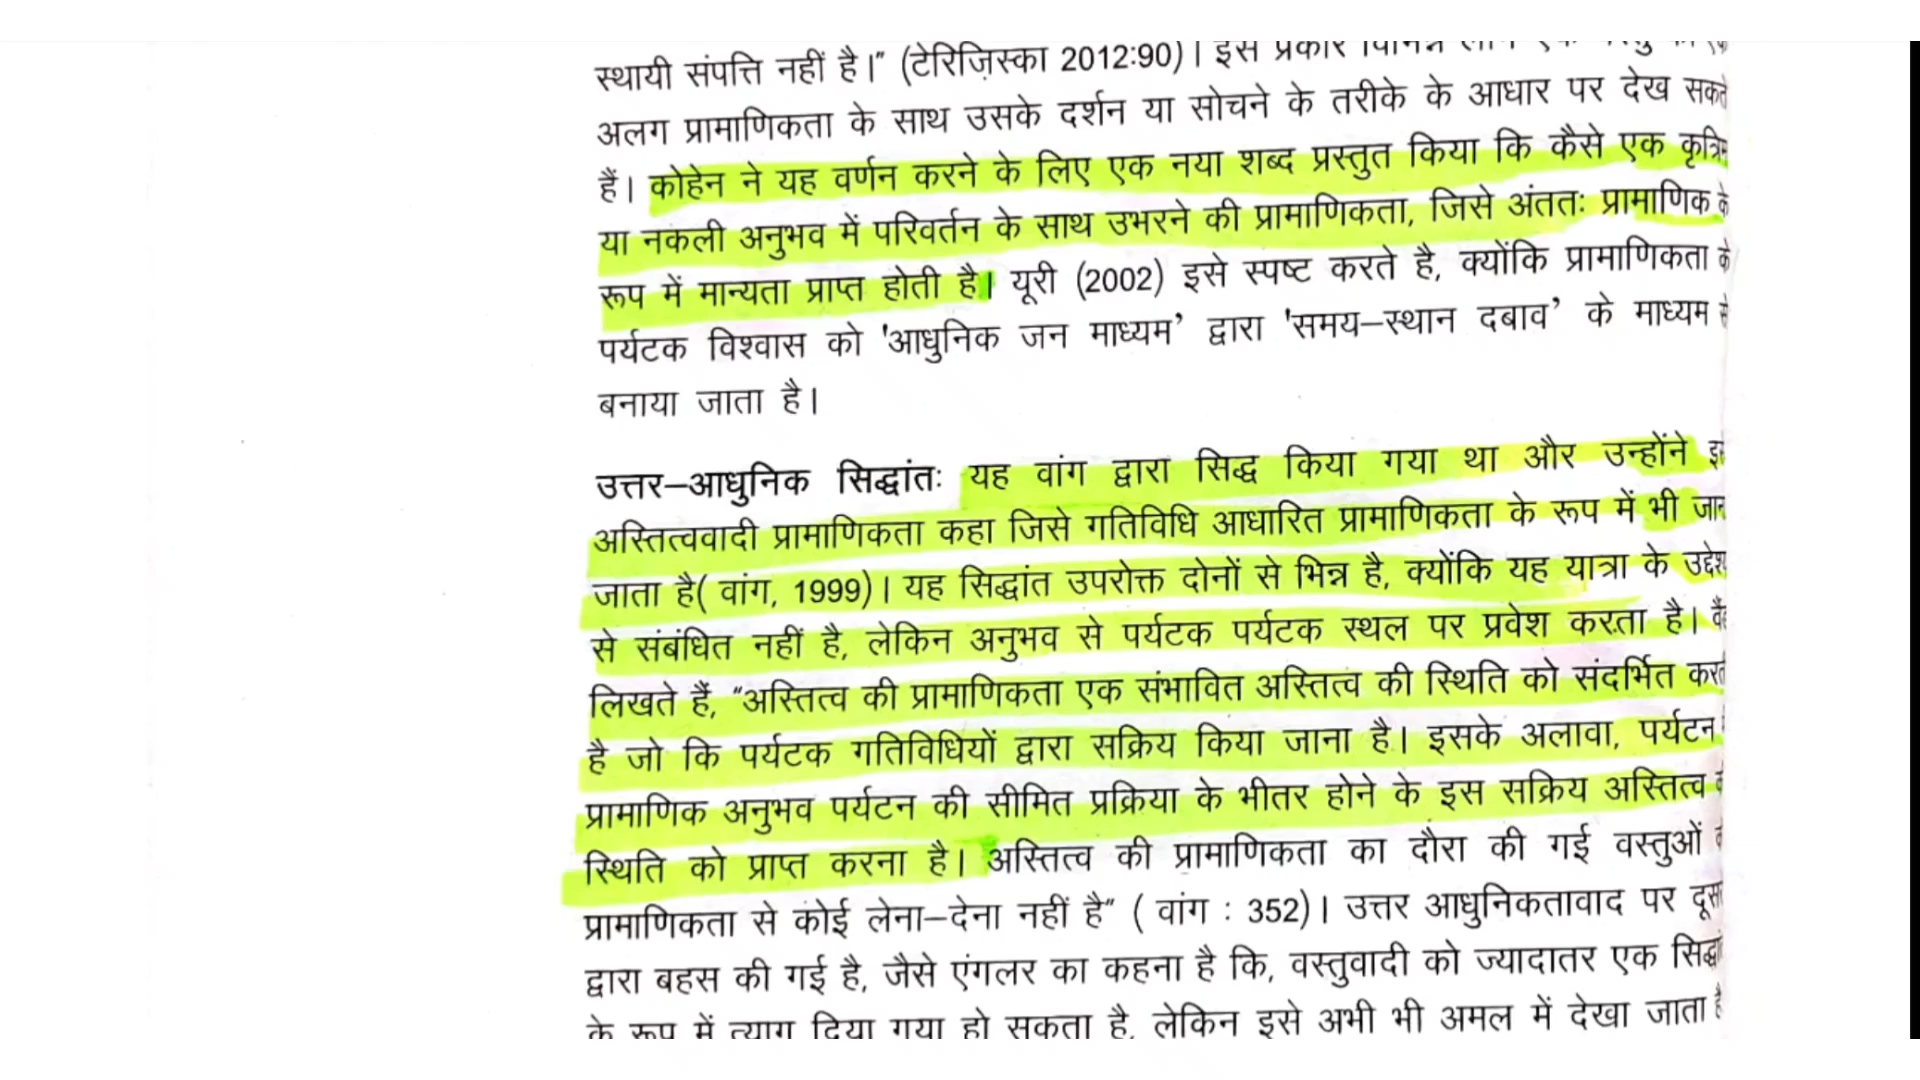 स्थायी संपत्ति नहीं है।" (टेरिज़िस्का 2012:90)। इस प्रकार विभिन्न लोग एक
अलग प्रामाणिकता के साथ उसके दर्शन या सोचने के तरीके के आधार पर देख सकते
हैं। कोहेन ने यह वर्णन करने के लिए एक नया शब्द प्रस्तुत किया कि कैसे एक कृत्रिम
या नकली अनुभव में परिवर्तन के साथ उभरने की प्रामाणिकता, जिसे अंततः प्रामाणिक के
रूप में मान्यता प्राप्त होती है। यूरी (2002) इसे स्पष्ट करते है, क्योंकि प्रामाणिकता के
पर्यटक विश्वास को 'आधुनिक जन माध्यम’ द्वारा 'समय–स्थान दबाव’ के माध्यम से
बनाया जाता है।
उत्तर–आधुनिक सिद्धांतः यह वांग द्वारा सिद्ध किया गया था और उन्होंने
अस्तित्ववादी प्रामाणिकता कहा जिसे गतिविधि आधारित प्रामाणिकता के रूप में भी जान
जाता है( वांग, 1999)। यह सिद्धांत उपरोक्त दोनों से भिन्न है, क्योंकि यह यात्रा के उद्देश
से संबंधित नहीं है, लेकिन अनुभव से पर्यटक पर्यटक स्थल पर प्रवेश करता है।
लिखते हैं, "अस्तित्व की प्रामाणिकता एक संभावित अस्तित्व की स्थिति को संदर्भित करत
है जो कि पर्यटक गतिविधियों द्वारा सक्रिय किया जाना है। इसके अलावा, पर्यटन
प्रामाणिक अनुभव पर्यटन की सीमित प्रक्रिया के भीतर होने के इस सक्रिय अस्तित्व
स्थिति को प्राप्त करना है। अस्तित्व की प्रामाणिकता का दौरा की गई वस्तुओं
प्रामाणिकता से कोई लेना–देना नहीं है" ( वांग : 352)। उत्तर आधुनिकतावाद पर दूस
द्वारा बहस की गई है, जैसे एंगलर का कहना है कि, वस्तुवादी को ज्यादातर एक
के रूप में त्याग दिया गया हो सकता है, लेकिन इसे अभी भी अमल में देखा जाता है